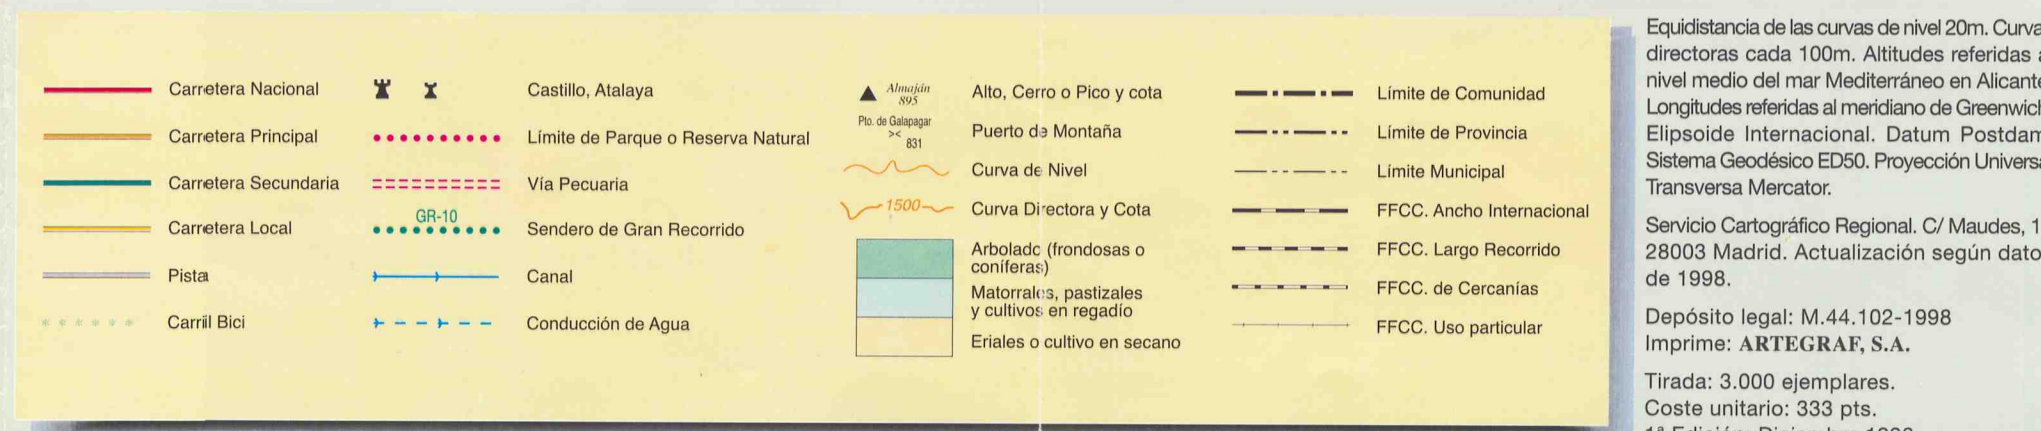 Carretera Nacional
Carretera Principal
Carretera Secundaria
Carretera Local
Pista
Carril Bici
Castillo, Atalaya
Límite de Parque o Reserva Natural
Vía Pecuaria
GR-10
Sendero de Gran Recorrido
Canal
Conducción de Agua
Almaján
895
Alto, Cerro o Pico y cota
Pto. de Galapagar
><
831
Puerto de Montaña
Curva de Nivel
1500
Curva Directora y Cota
Arbolado (frondosas o
coníferas)
Matorrales, pastizales
y cultivos en regadío
Eriales o cultivo en secano
Límite de Comunidad
Límite de Provincia
Límite Municipal
FFCC. Ancho Internacional
FFCC. Largo Recorrido
FFCC. de Cercanías
FFCC. Uso particular
Equidistancia de las curvas de nivel 20m. Curva
directoras cada 100m. Altitudes referidas a
nivel medio del mar Mediterráneo en Alicante
Longitudes referidas al meridiano de Greenwich
Elipsoide Internacional. Datum Postdam
Sistema Geodésico ED50. Proyección Universa
Transversa Mercator.
Servicio Cartográfico Regional. C/ Maudes, 1
28003 Madrid. Actualización según dato
de 1998.
Depósito legal: M.44.102-1998
Imprime: ARTEGRAF, S.A.
Tirada: 3.000 ejemplares.
Coste unitario: 333 pts.